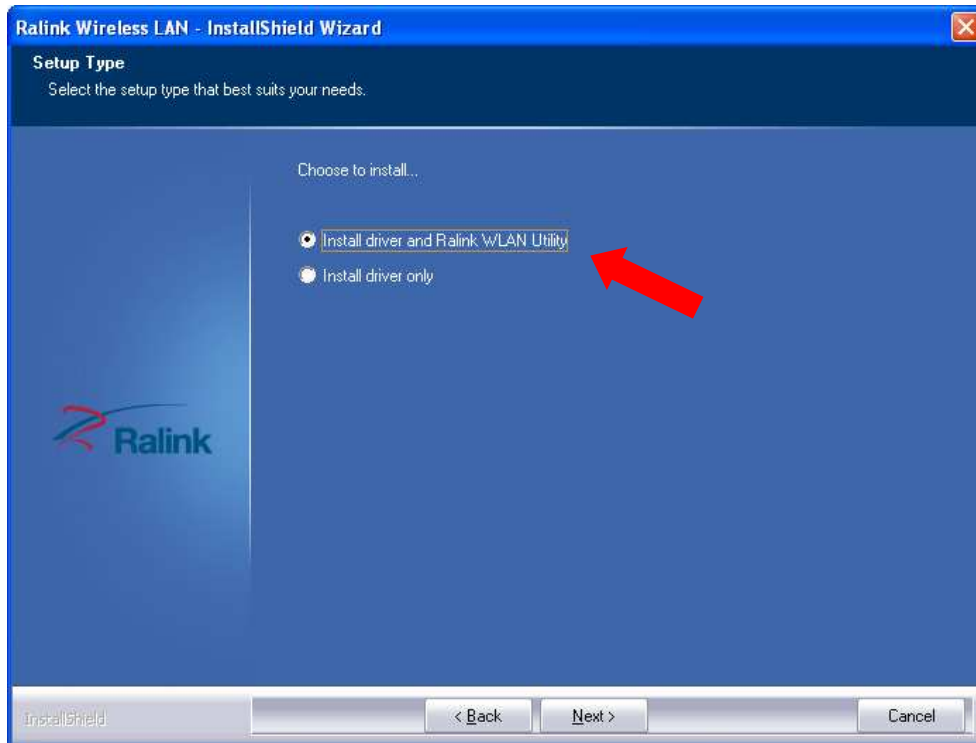 Ralink Wireless LAN - InstallShield Wizard
Setup Type
Select the setup type that best suits your needs.
Choose to install...
Install driver and Ralink WLAN Utility
Install driver only
Ralink
InstallShield
< Back
Next >
Cancel